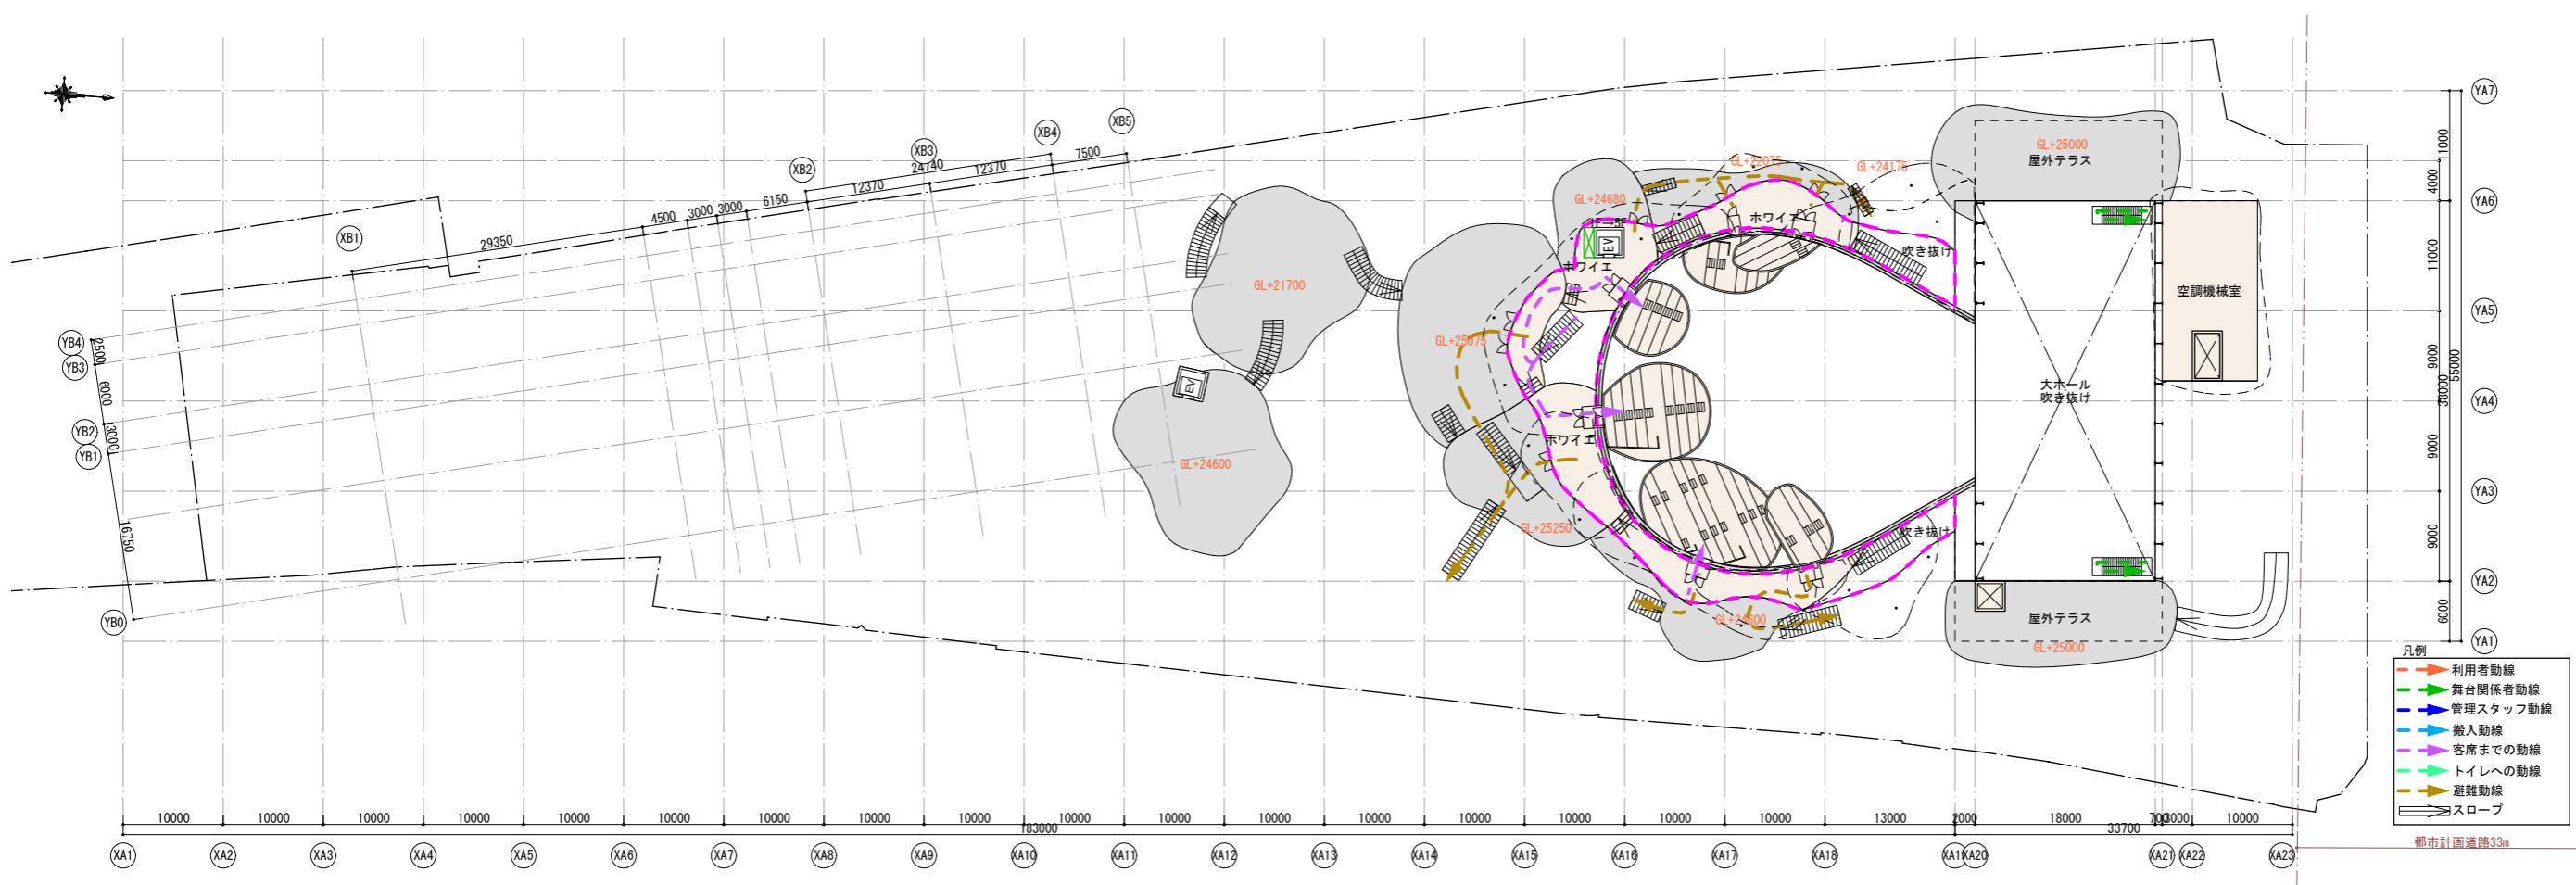 YA7
11000
YA6
4000
11000
YA5
9000
38000
55000
YA4
9000
YA3
9000
YA2
6000
YA1
XB1
29350
4500
3000
3000
6150
XB2
12370
24740
XB3
12370
XB4
7500
XB5
YB4
2500
YB3
6000
YB2
3000
YB1
16750
YB0
GL+21700
EV
GL+24600
GL+22075
GL+24175
GL+24680
EV
ホワイエ
ホワイエ
吹き抜け
GL+25075
ホワイエ
GL+25250
吹き抜け
GL+24600
GL+25000
屋外テラス
空調機械室
大ホール
吹き抜け
屋外テラス
GL+25000
凡例
利用者動線
舞台関係者動線
管理スタッフ動線
搬入動線
客席までの動線
トイレへの動線
避難動線
スロープ
都市計画道路33m
10000 10000 10000 10000 10000 10000 10000 10000 10000 10000 10000 10000 10000 10000 10000 10000 10000 13000 2000 18000 700 3000 10000
183000 33700
XA1 XA2 XA3 XA4 XA5 XA6 XA7 XA8 XA9 XA10 XA11 XA12 XA13 XA14 XA15 XA16 XA17 XA18 XA19 XA20 XA21 XA22 XA23